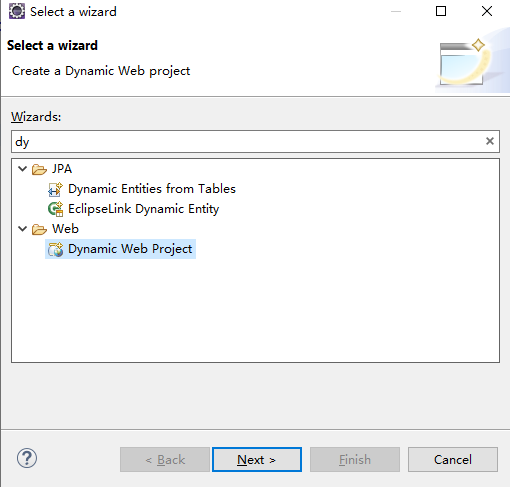 Select a wizard
Select a wizard
Create a Dynamic Web project
Wizards:
dy
JPA
Dynamic Entities from Tables
EclipseLink Dynamic Entity
Web
Dynamic Web Project
? < Back Next > Finish Cancel